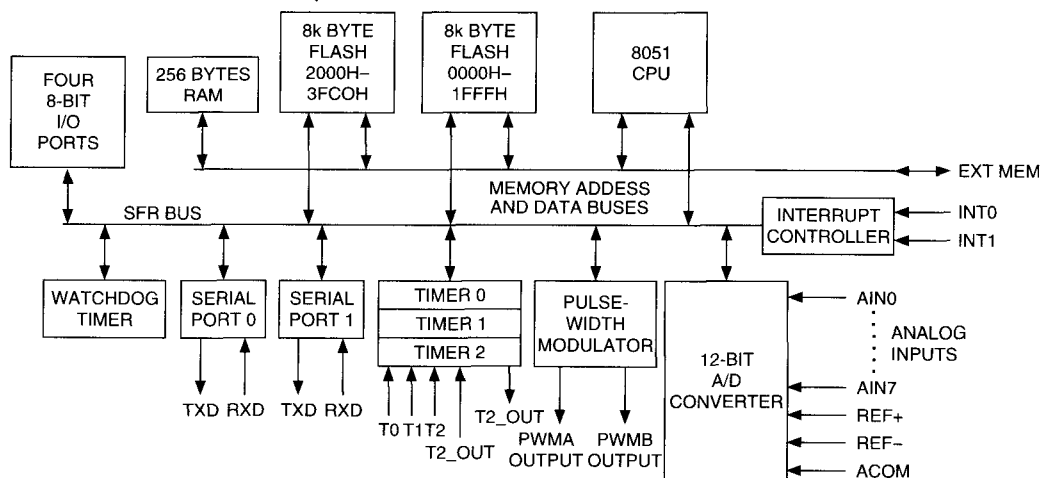 8k BYTE
FLASH
2000H–
3FCOH
8k BYTE
FLASH
0000H–
1FFFH
8051
CPU
FOUR
8-BIT
I/O
PORTS
256 BYTES
RAM
EXT MEM
MEMORY ADDESS
AND DATA BUSES
SFR BUS
INTERRUPT
CONTROLLER
INT0
INT1
WATCHDOG
TIMER
SERIAL
PORT 0
SERIAL
PORT 1
TIMER 0
TIMER 1
TIMER 2
PULSE-
WIDTH
MODULATOR
12-BIT
A/D
CONVERTER
AIN0
ANALOG
INPUTS
AIN7
REF+
REF–
ACOM
TXD
RXD
TXD
RXD
T0
T1
T2
T2_OUT
T2_OUT
PWMA
OUTPUT
PWMB
OUTPUT